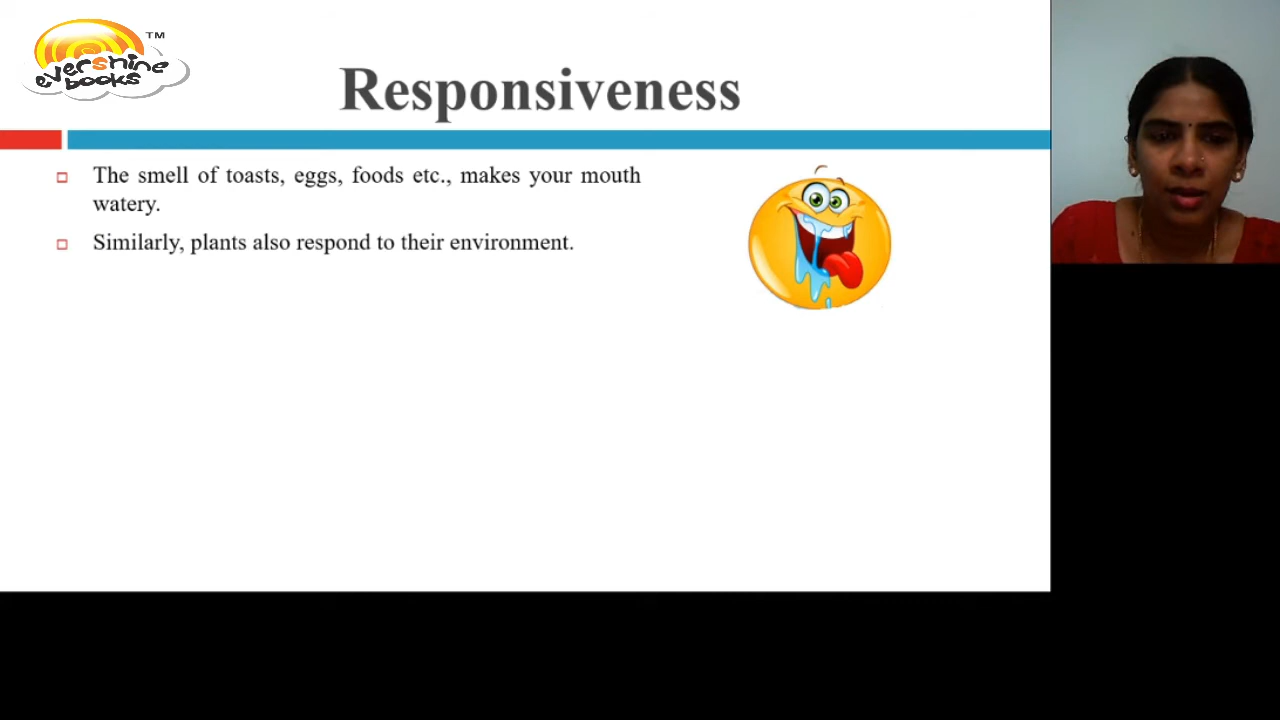 evershine
books
TM
Responsiveness
The smell of toasts, eggs, foods etc., makes your mouth
watery.
Similarly, plants also respond to their environment.